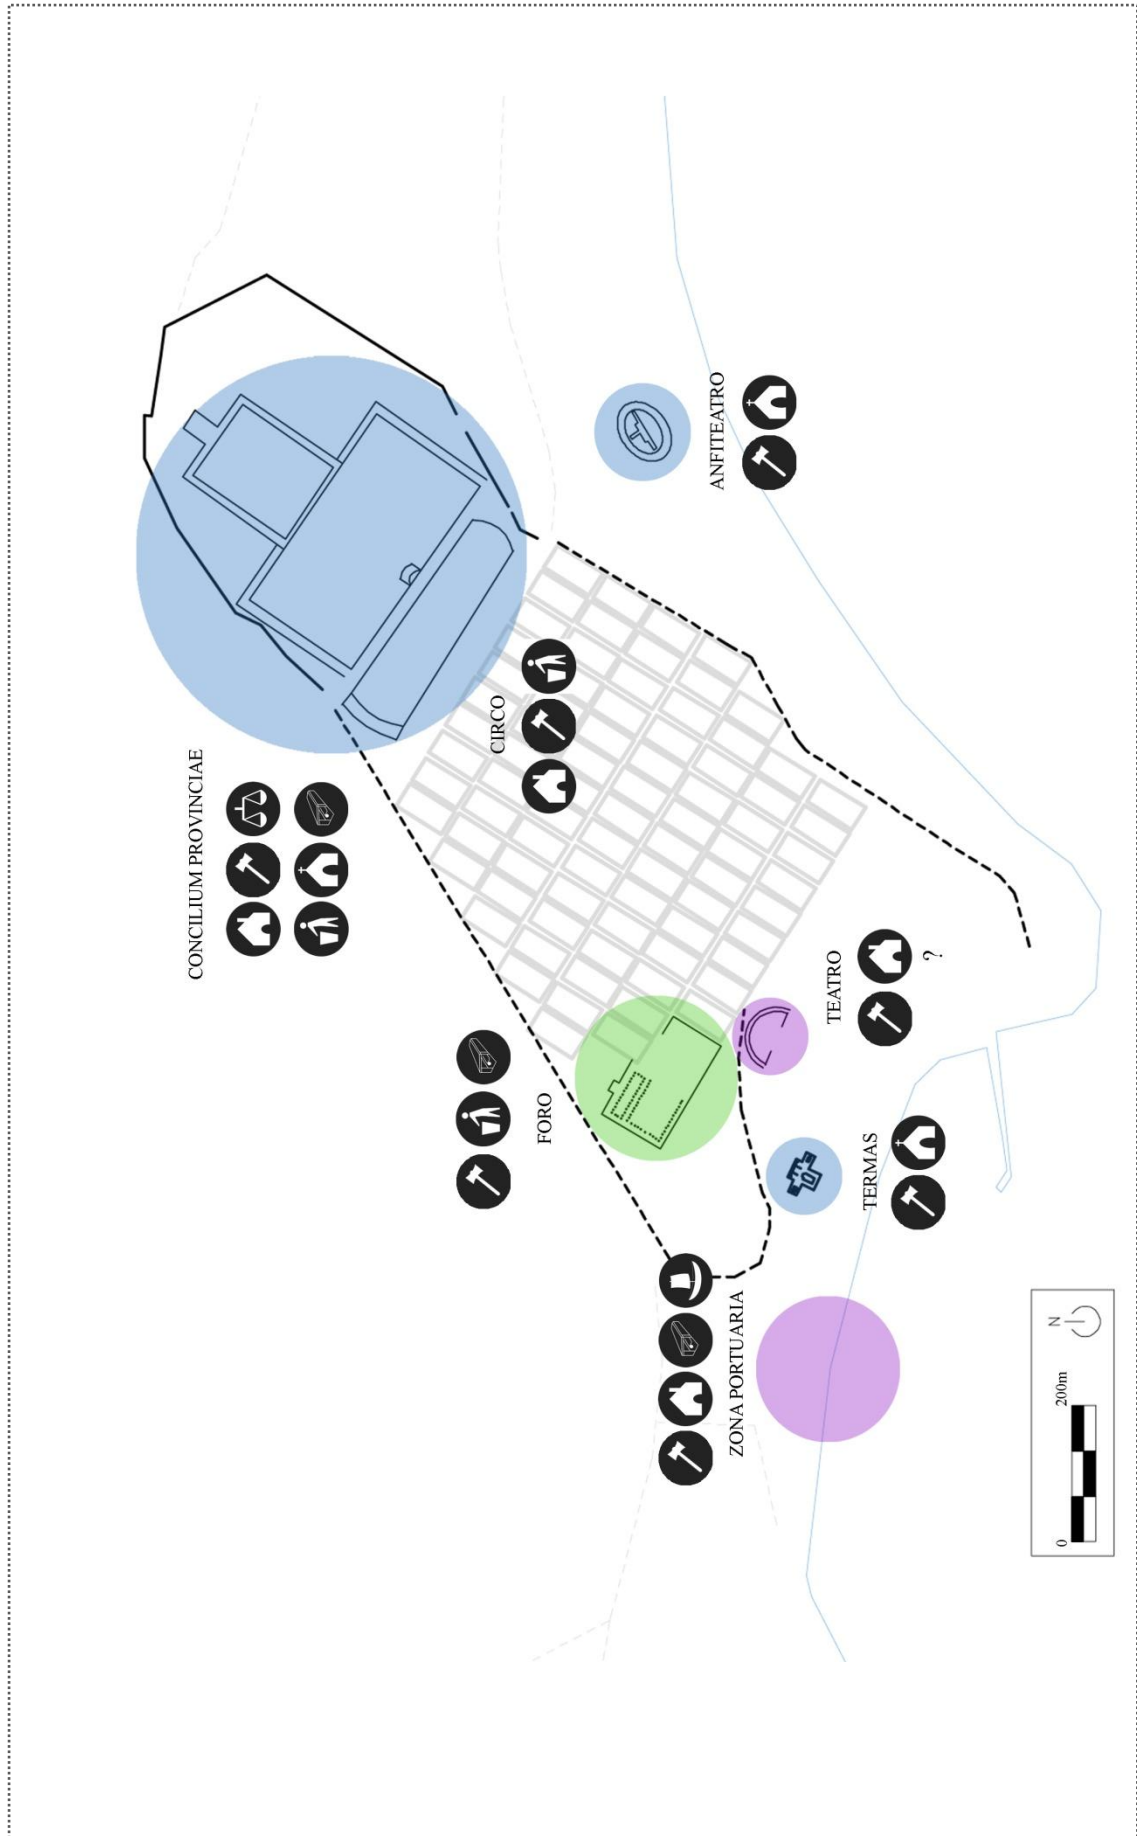 CONCILIUM PROVINCIAE
CIRCO
ANFITEATRO
FORO
TEATRO
?
TERMAS
ZONA PORTUARIA
0 200m
N